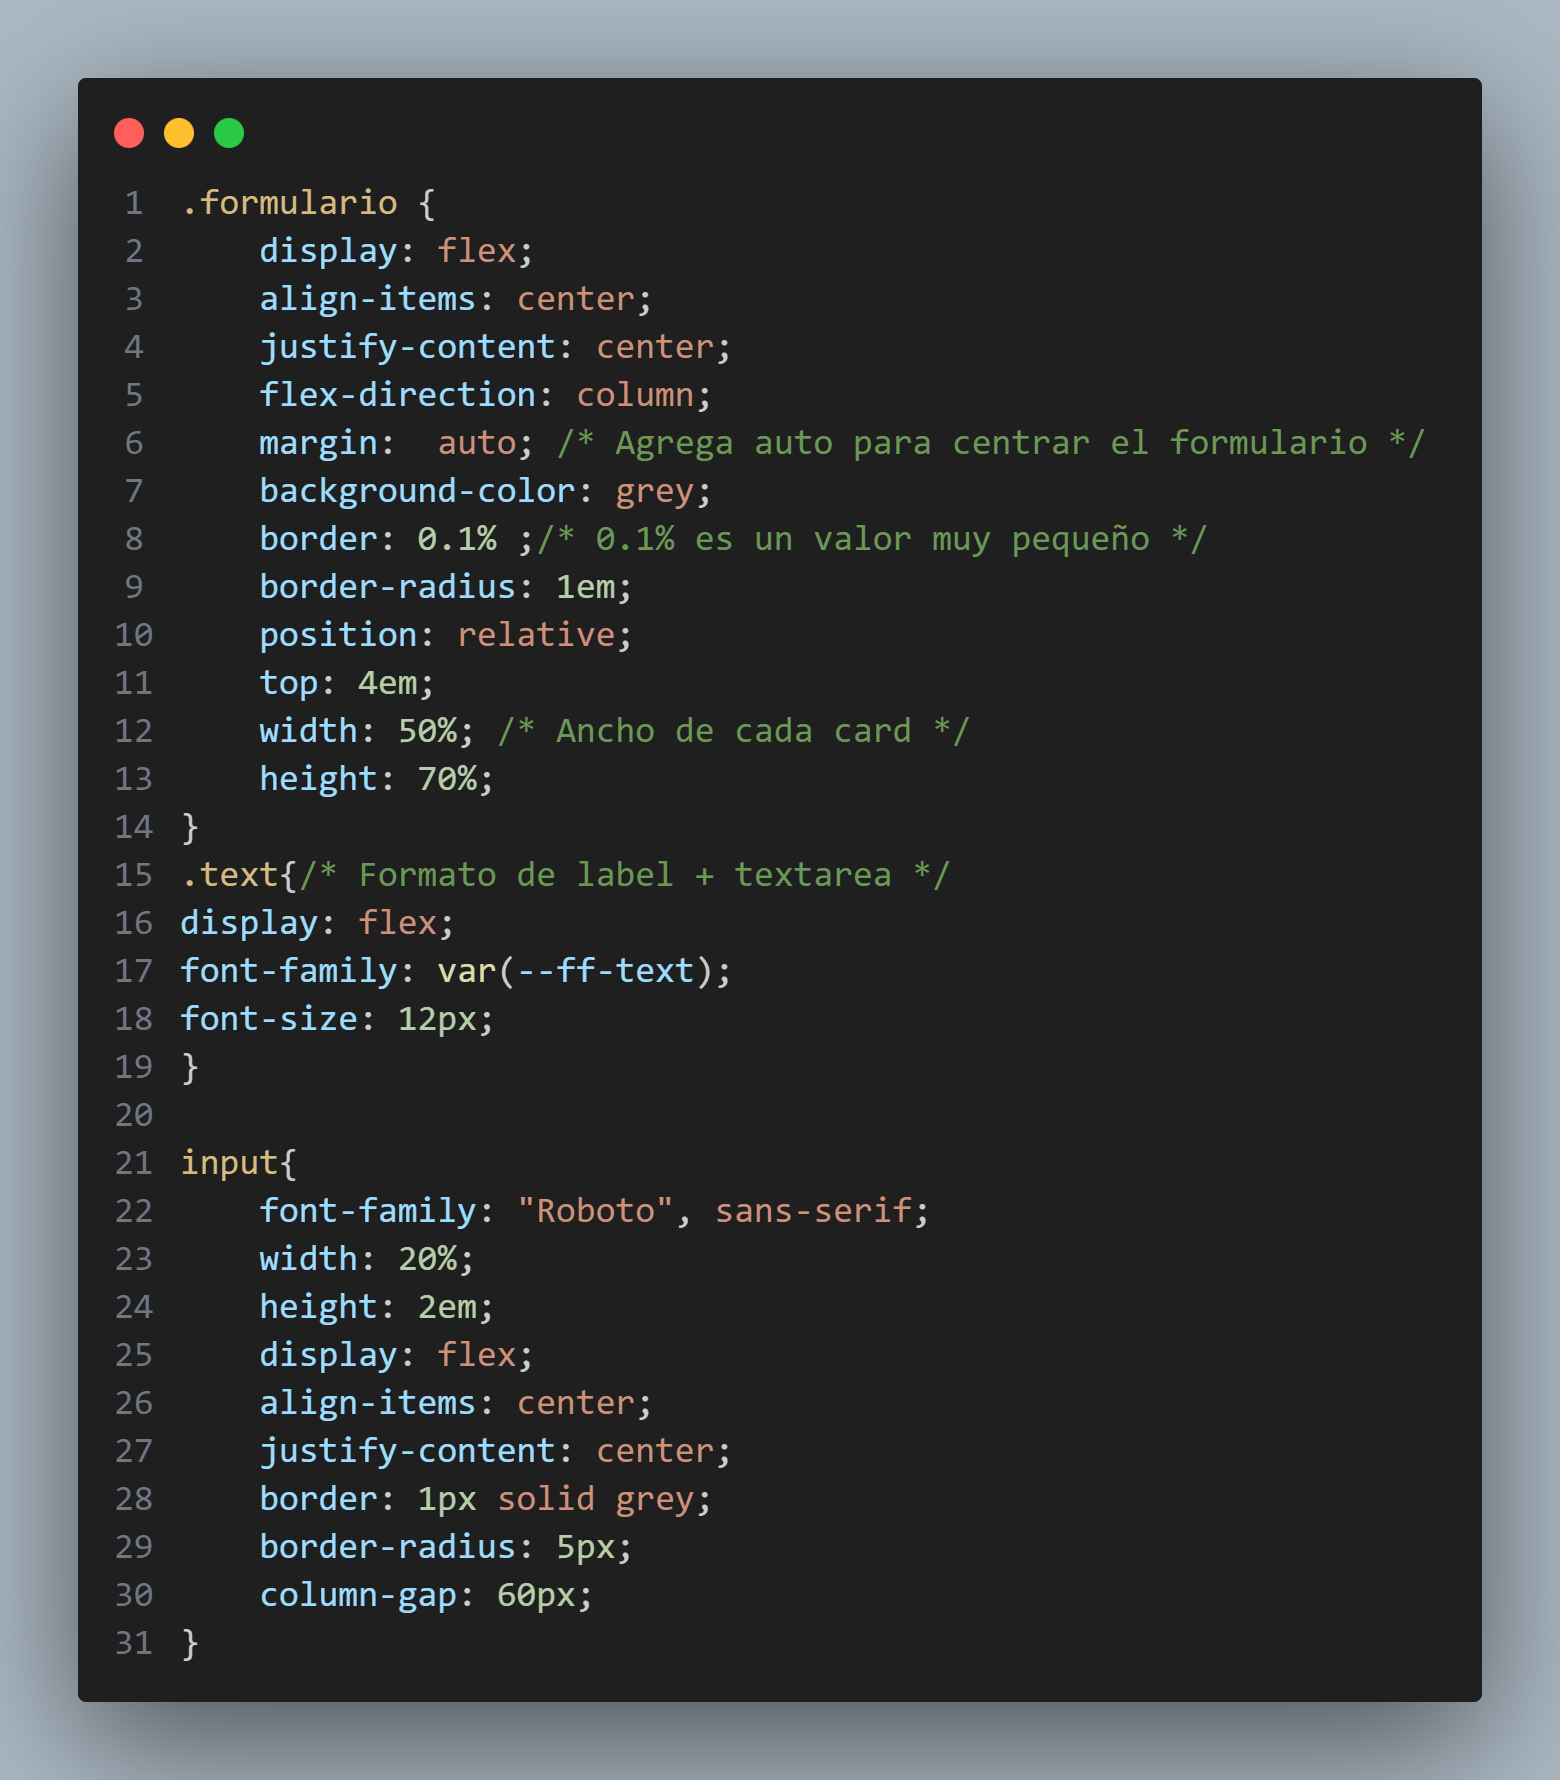 1 .formulario {
2     display: flex;
3     align-items: center;
4     justify-content: center;
5     flex-direction: column;
6     margin:  auto; /* Agrega auto para centrar el formulario */
7     background-color: grey;
8     border: 0.1% ;/* 0.1% es un valor muy pequeño */
9     border-radius: 1em;
10     position: relative;
11     top: 4em;
12     width: 50%; /* Ancho de cada card */
13     height: 70%;
14 }
15 .text{/* Formato de label + textarea */
16 display: flex;
17 font-family: var(--ff-text);
18 font-size: 12px;
19 }
20
21 input{
22     font-family: "Roboto", sans-serif;
23     width: 20%;
24     height: 2em;
25     display: flex;
26     align-items: center;
27     justify-content: center;
28     border: 1px solid grey;
29     border-radius: 5px;
30     column-gap: 60px;
31 }